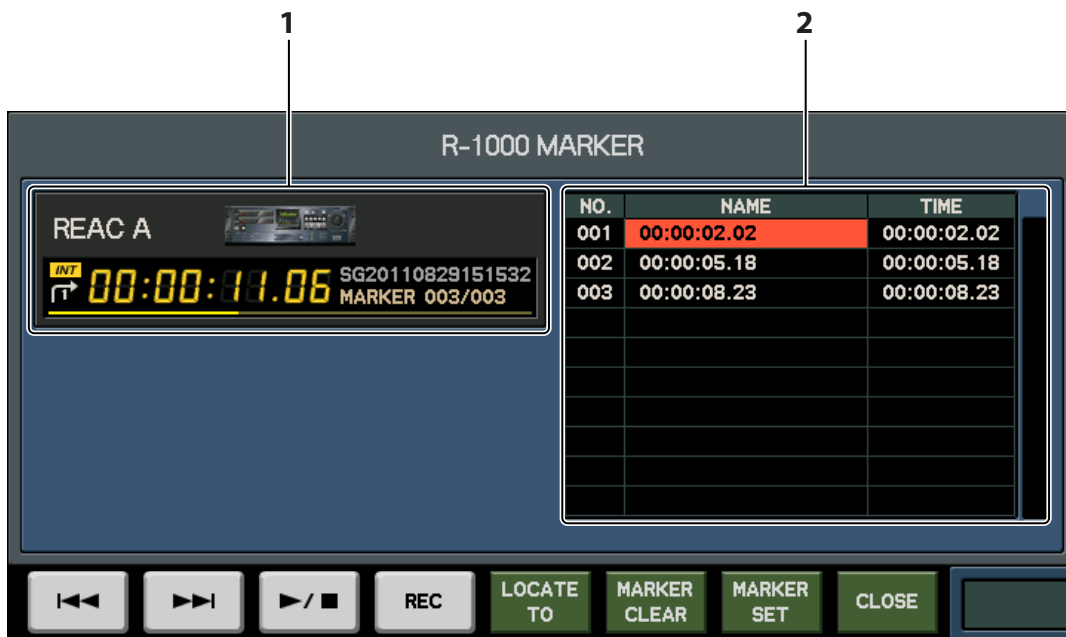 1 2
R-1000 MARKER
REAC A
INT
00:00:11.06
SG20110829151532
MARKER 003/003
NO. NAME TIME
001 00:00:02.02 00:00:02.02
002 00:00:05.18 00:00:05.18
003 00:00:08.23 00:00:08.23
REC
LOCATE
TO
MARKER
CLEAR
MARKER
SET
CLOSE